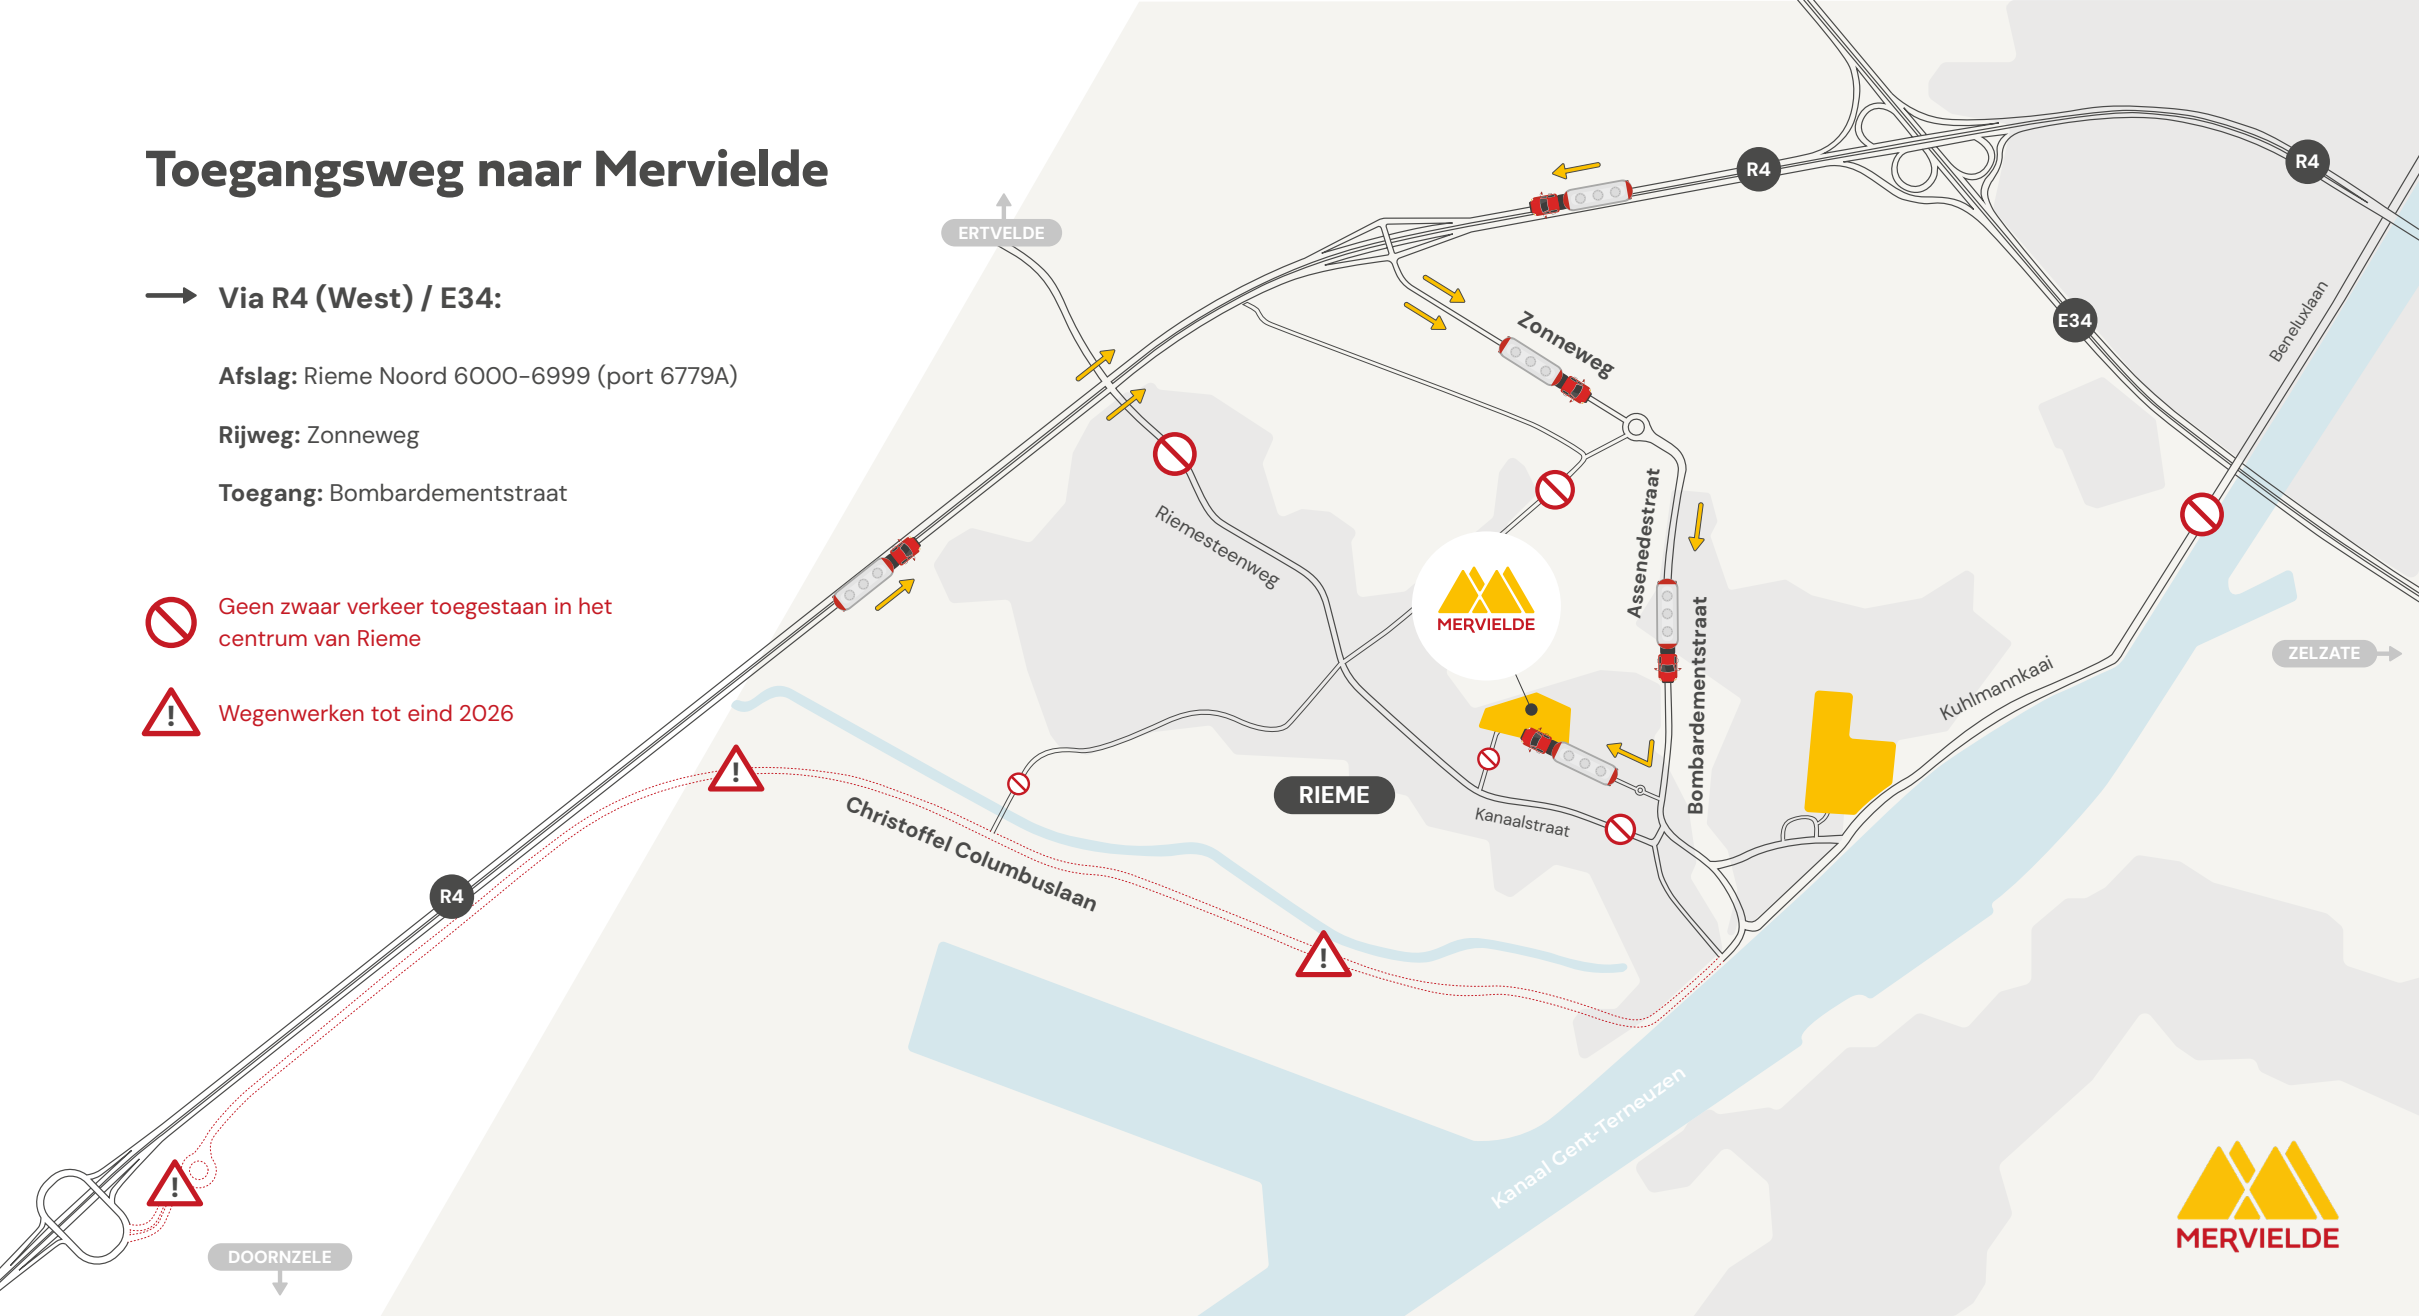 Toegangsweg naar Mervielde
Via R4 (West) / E34:
Afslag: Rieme Noord 6000-6999 (port 6779A)
Rijweg: Zonneweg
Toegang: Bombardementstraat
Geen zwaar verkeer toegestaan in het
centrum van Rieme
Wegenwerken tot eind 2026
ERTVELDE
R4
R4
E34
Beneluxlaan
Zonneweg
Riemesteenweg
Assenedestraat
MERVIELDE
Bombardementstraat
ZELZATE
Kuhlmannkaai
RIEME
Kanaalstraat
Christoffel Columbuslaan
R4
Kanaal Gent-Terneuzen
DOORNZELE
MERVIELDE